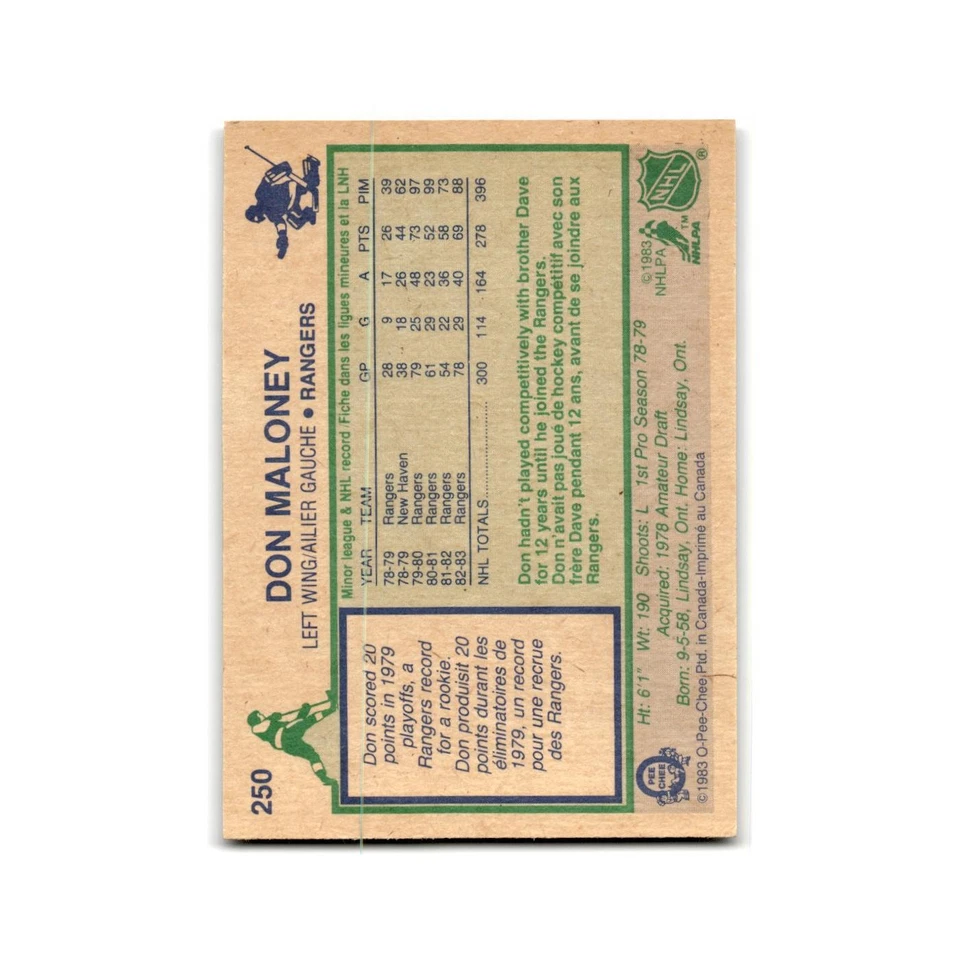 250
DON MALONEY
LEFT WING/AILIER GAUCHE • RANGERS
Don scored 20
points in 1979
playoffs, a
Rangers record
for a rookie.
Don produisit 20
points durant les
éliminatoires de
1979, un record
pour une recrue
des Rangers.
Minor league & NHL record/Fiche dans les ligues mineures et la LNH
YEAR TEAM GP G A PTS PIM
78-79 Rangers 28 9 17 26 39
78-79 New Haven 38 18 26 44 62
79-80 Rangers 79 25 48 73 97
80-81 Rangers 61 29 23 52 99
81-82 Rangers 54 22 36 58 73
82-83 Rangers 78 29 40 69 88
NHL TOTALS 300 114 164 278 396
Don hadn't played competitively with brother Dave
for 12 years until he joined the Rangers.
Don n'avait pas joué de hockey compétitif avec son
frère Dave pendant 12 ans, avant de se joindre aux
Rangers.
Ht: 6'1" Wt: 190 Shoots: L 1st Pro Season 78-79
Acquired: 1978 Amateur Draft
Born: 9-5-58, Lindsay, Ont. Home: Lindsay, Ont.
©1983 O-Pee-Chee Ptd. in Canada-Imprimé au Canada
O PEE CHEE
©1983
NHLPA
NHLPA™
NHL®